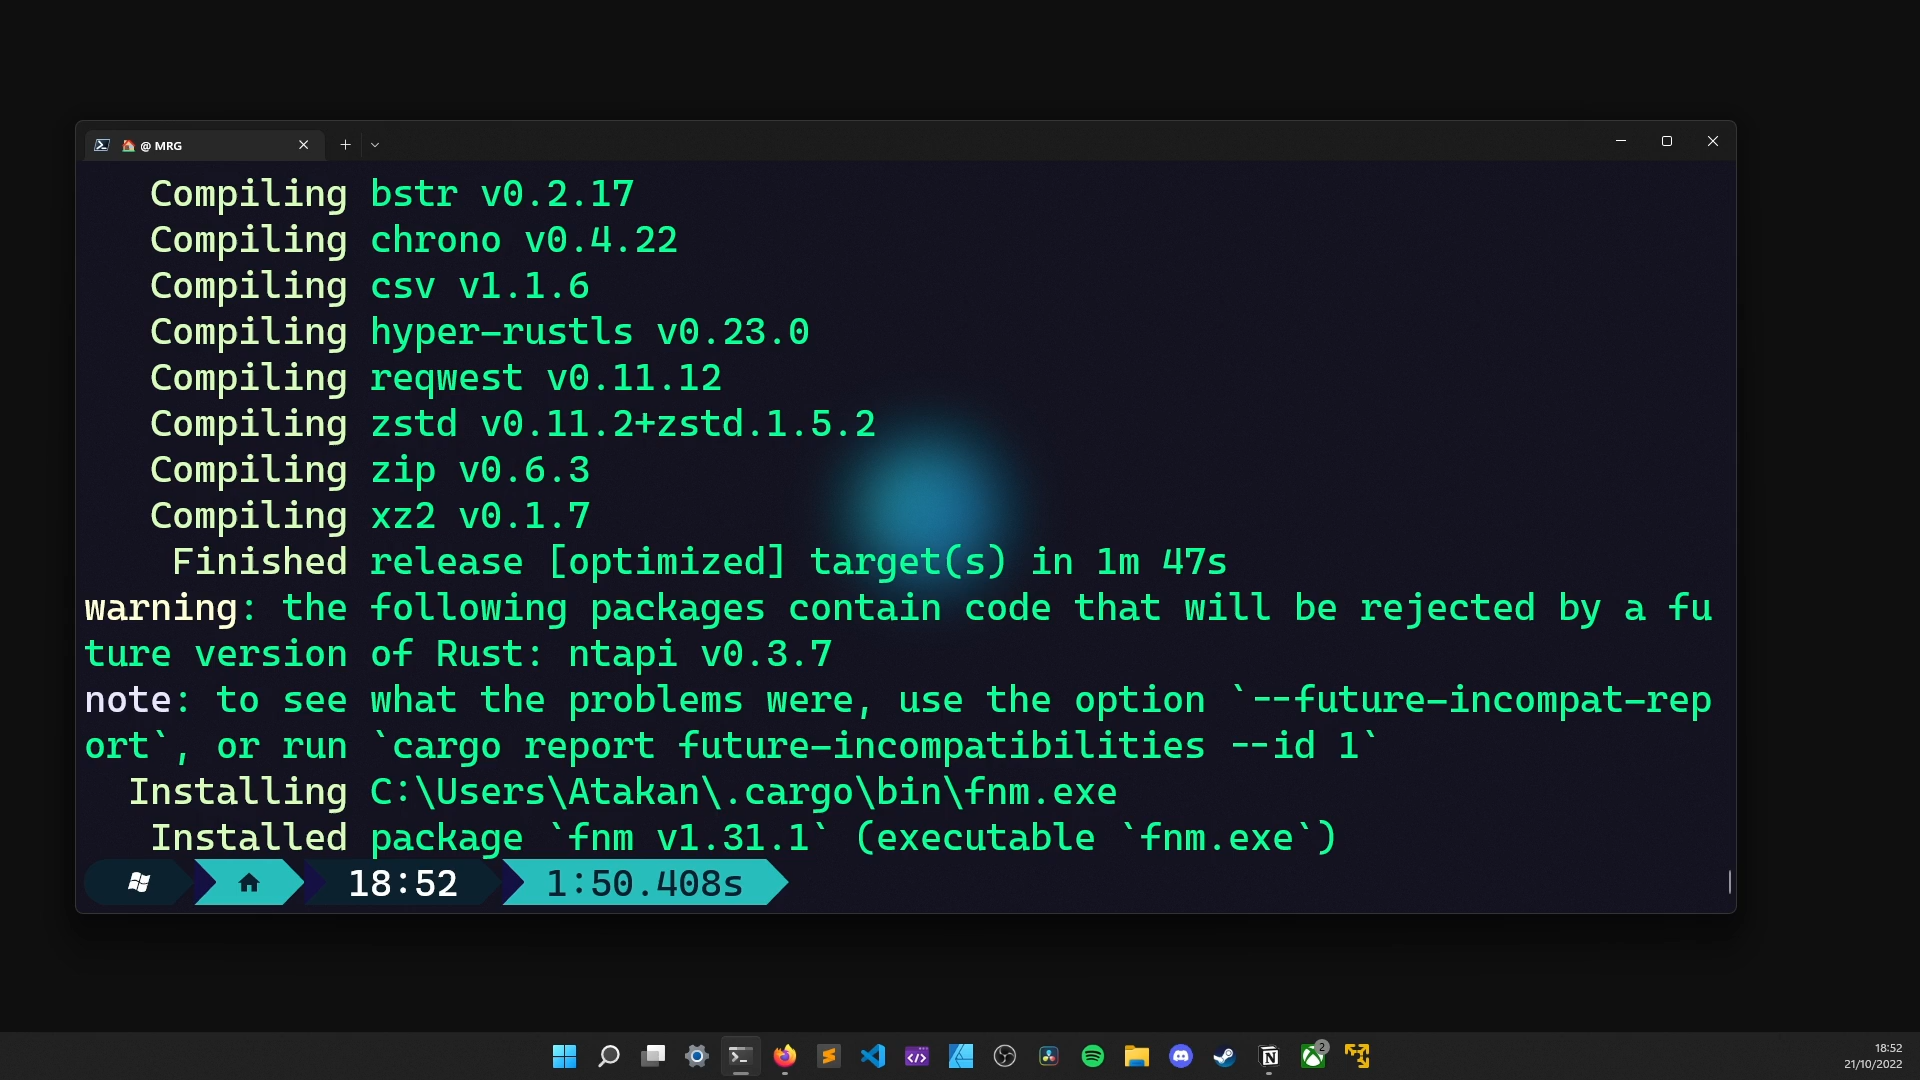 @ MRG
Compiling bstr v0.2.17
Compiling chrono v0.4.22
Compiling csv v1.1.6
Compiling hyper-rustls v0.23.0
Compiling reqwest v0.11.12
Compiling zstd v0.11.2+zstd.1.5.2
Compiling zip v0.6.3
Compiling xz2 v0.1.7
Finished release [optimized] target(s) in 1m 47s
warning: the following packages contain code that will be rejected by a fu
ture version of Rust: ntapi v0.3.7
note: to see what the problems were, use the option `--future-incompat-rep
ort`, or run `cargo report future-incompatibilities --id 1`
Installing C:\Users\Atakan\.cargo\bin\fnm.exe
Installed package `fnm v1.31.1` (executable `fnm.exe`)
18:52 1:50.408s
2
18:52
21/10/2022